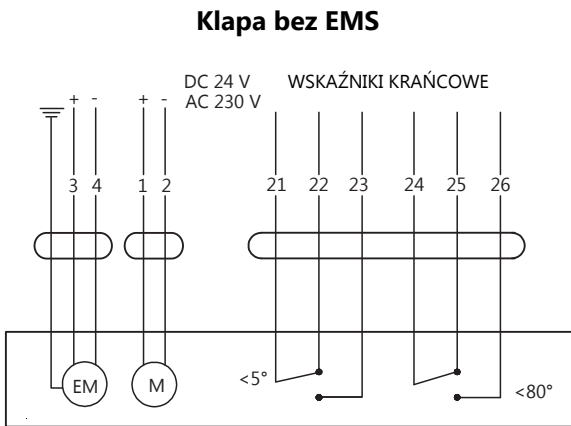 Klapa bez EMS
DC 24 V WSKAŹNIKI KRAŃCOWE
+ - + - AC 230 V
3 4 1 2 21 22 23 24 25 26
<5° <80°
EM M